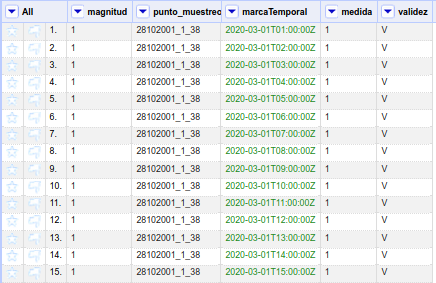 All magnitud punto_muestreo marcaTemporal medida validez
1. 1 28102001_1_38 2020-03-01T01:00:00Z 1 V
2. 1 28102001_1_38 2020-03-01T02:00:00Z 1 V
3. 1 28102001_1_38 2020-03-01T03:00:00Z 1 V
4. 1 28102001_1_38 2020-03-01T04:00:00Z 1 V
5. 1 28102001_1_38 2020-03-01T05:00:00Z 1 V
6. 1 28102001_1_38 2020-03-01T06:00:00Z 1 V
7. 1 28102001_1_38 2020-03-01T07:00:00Z 1 V
8. 1 28102001_1_38 2020-03-01T08:00:00Z 1 V
9. 1 28102001_1_38 2020-03-01T09:00:00Z 1 V
10. 1 28102001_1_38 2020-03-01T10:00:00Z 1 V
11. 1 28102001_1_38 2020-03-01T11:00:00Z 1 V
12. 1 28102001_1_38 2020-03-01T12:00:00Z 1 V
13. 1 28102001_1_38 2020-03-01T13:00:00Z 1 V
14. 1 28102001_1_38 2020-03-01T14:00:00Z 1 V
15. 1 28102001_1_38 2020-03-01T15:00:00Z 1 V